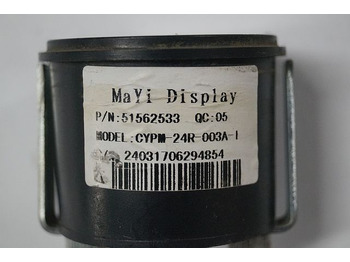 MaYi Display
P/N:51562533 QC:05
MODEL:CYPM-24R-003A-I
24031706294854